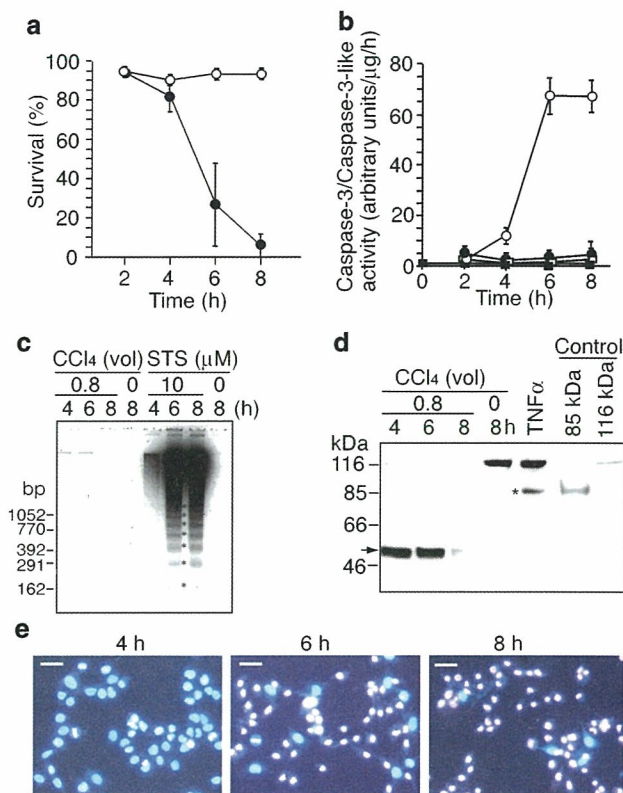 a
100
80
60
40
20
0
Survival (%)
2 4 6 8
Time (h)
b
Caspase-3/Caspase-3-like
activity (arbitrary units/μg/h)
80
60
40
20
0
0 2 4 6 8
Time (h)
c
CCl4 (vol) STS (μM)
0.8 0 10 0
4 6 8 8 4 6 8 8 (h)
bp
1052
770
392
291
162
d
Control
CCl4 (vol)
0.8 0
4 6 8 8h
TNFα
85 kDa
116 kDa
kDa
116
85
*
66
46
e
4 h 6 h 8 h